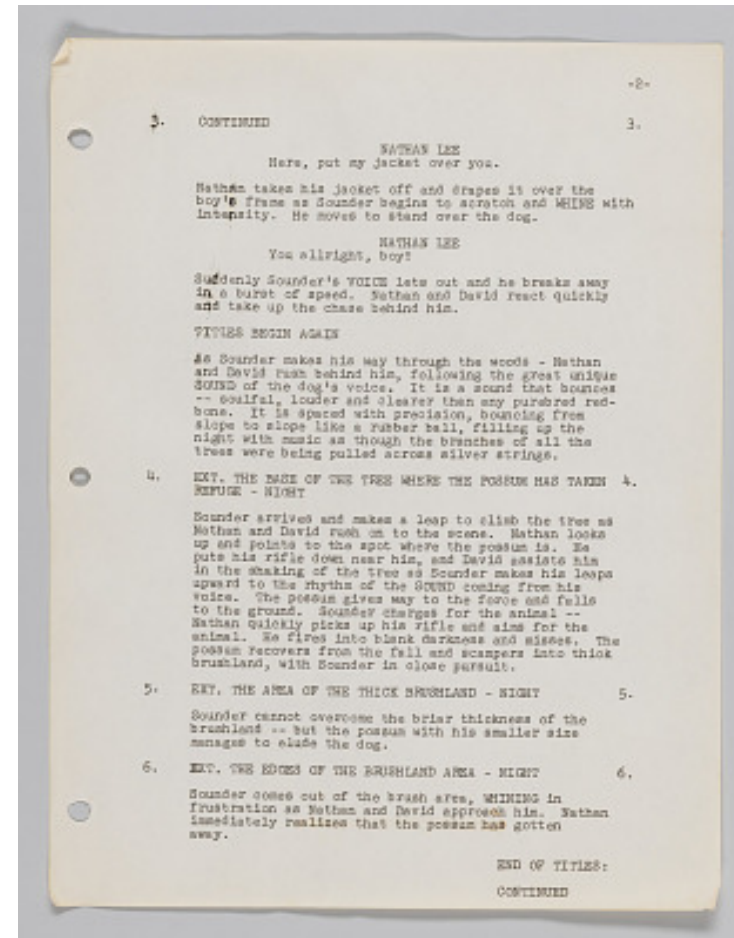 -2-
3. CONTINUED 3.
NATHAN LEE
Here, put my jacket over you.
Nathan takes his jacket off and drapes it over the
boy's frame as Sounder begins to scratch and WHINE with
intensity. He moves to stand over the dog.
NATHAN LEE
You allright, boy?
Suddenly Sounder's VOICE lets out and he breaks away
in a burst of speed. Nathan and David react quickly
and take up the chase behind him.
TITLES BEGIN AGAIN
As Sounder makes his way through the woods - Nathan
and David rush behind him, following the great unique
SOUND of the dog's voice. It is a sound that bounces
-- soulful, louder and clearer than any purebred red-
bone. It is spaced with precision, bouncing from
slope to slope like a rubber ball, filling up the
night with music as though the branches of all the
trees were being pulled across silver strings.
4. EXT. THE BASE OF THE TREE WHERE THE POSSUM HAS TAKEN 4.
REFUGE - NIGHT
Sounder arrives and makes a leap to climb the tree as
Nathan and David rush on to the scene. Nathan looks
up and points to the spot where the possum is. He
puts his rifle down near him, and David assists him
in the shaking of the tree as Sounder makes his leaps
upward to the rhythm of the SOUND coming from his
voice. The possum gives way to the force and falls
to the ground. Sounder charges for the animal --
Nathan quickly picks up his rifle and aims for the
animal. He fires into blank darkness and misses. The
possum recovers from the fall and scampers into thick
brushland, with Sounder in close pursuit.
5. EXT. THE AREA OF THE THICK BRUSHLAND - NIGHT 5.
Sounder cannot overcome the briar thickness of the
brushland -- but the possum with his smaller size
manages to elude the dog.
6. EXT. THE EDGES OF THE BRUSHLAND AREA - NIGHT 6.
Sounder comes out of the brush area, WHINING in
frustration as Nathan and David approach him. Nathan
immediately realizes that the possum has gotten
away.
END OF TITLES:
CONTINUED